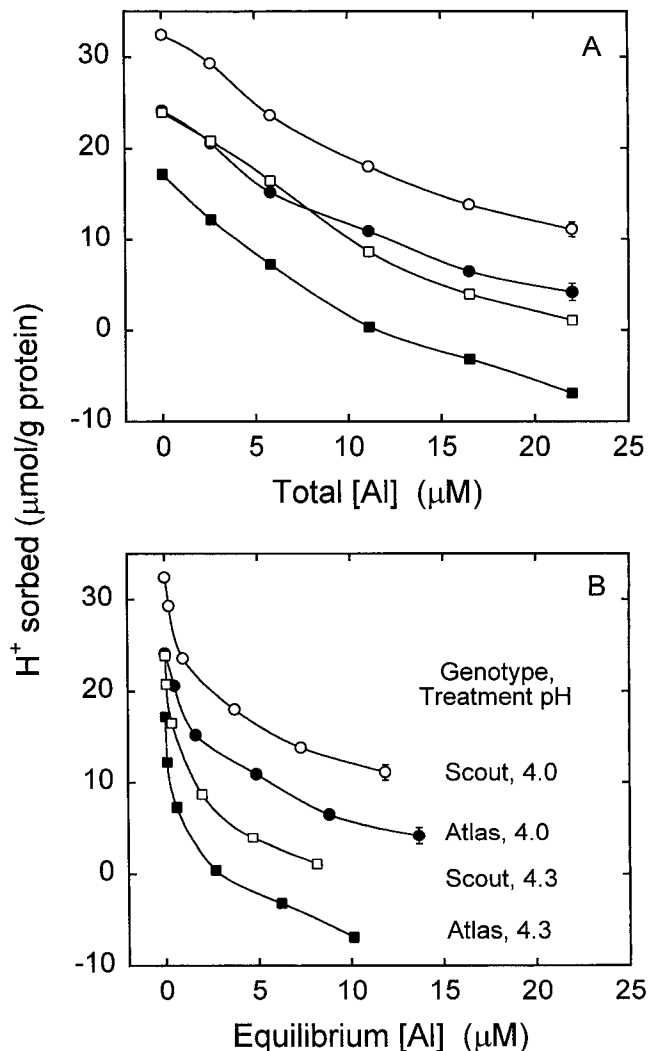 A
30
20
10
0
-10
0 5 10 15 20 25
Total [Al] (μM)
H⁺ sorbed (μmol/g protein)
B
30
20
10
0
-10
Genotype,
Treatment pH
Scout, 4.0
Atlas, 4.0
Scout, 4.3
Atlas, 4.3
0 5 10 15 20 25
Equilibrium [Al] (μM)